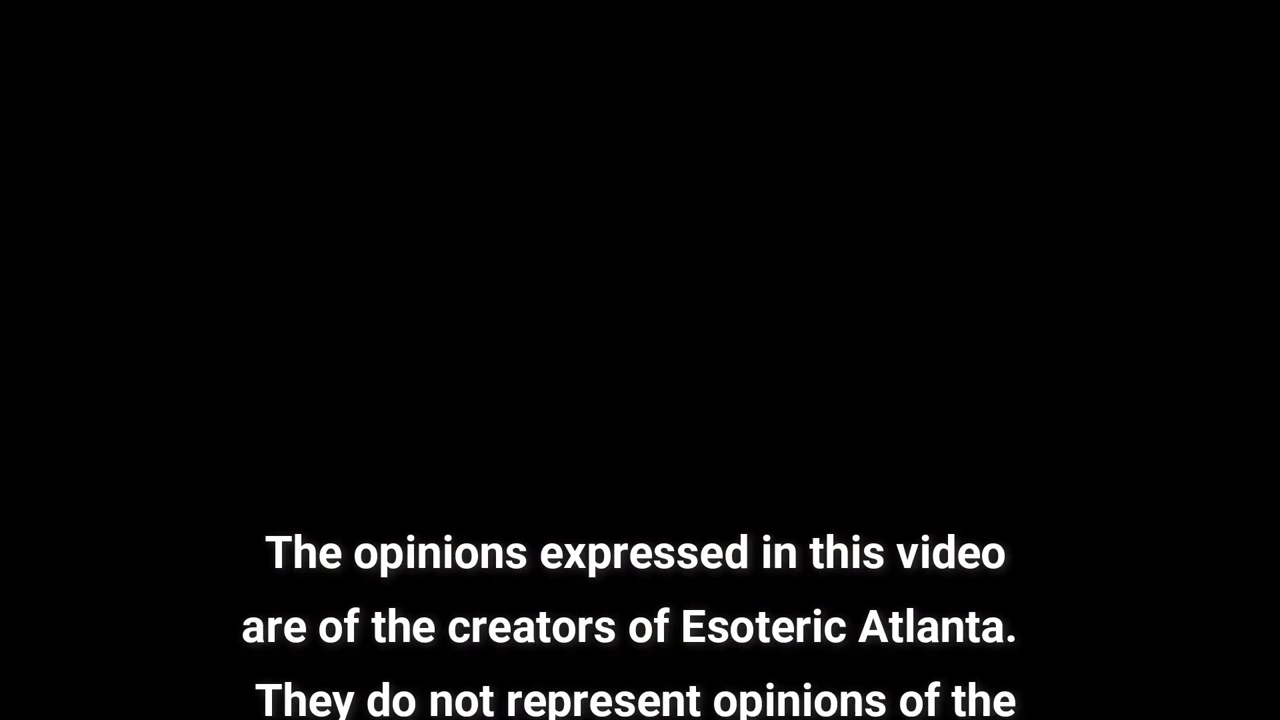 The opinions expressed in this video
are of the creators of Esoteric Atlanta.
They do not represent opinions of the